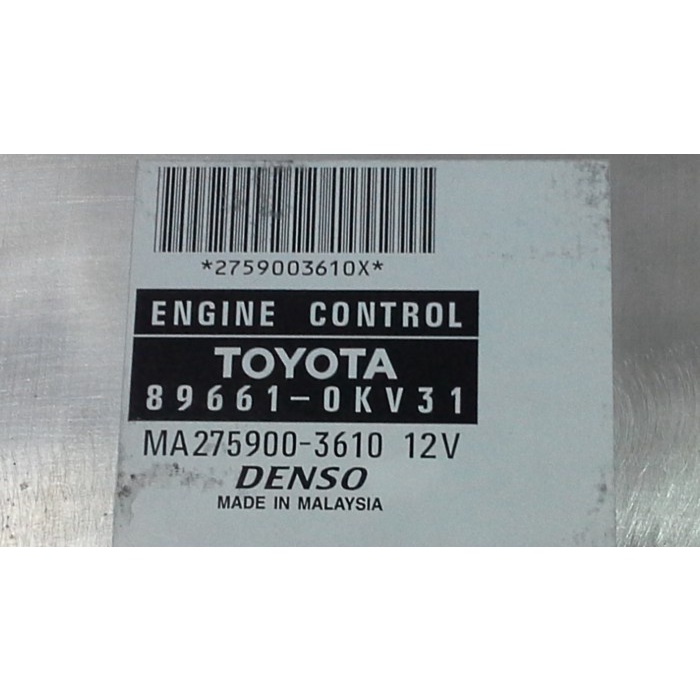 *2759003610X*
ENGINE CONTROL
TOYOTA
89661-0KV31
MA275900-3610 12V
DENSO
MADE IN MALAYSIA